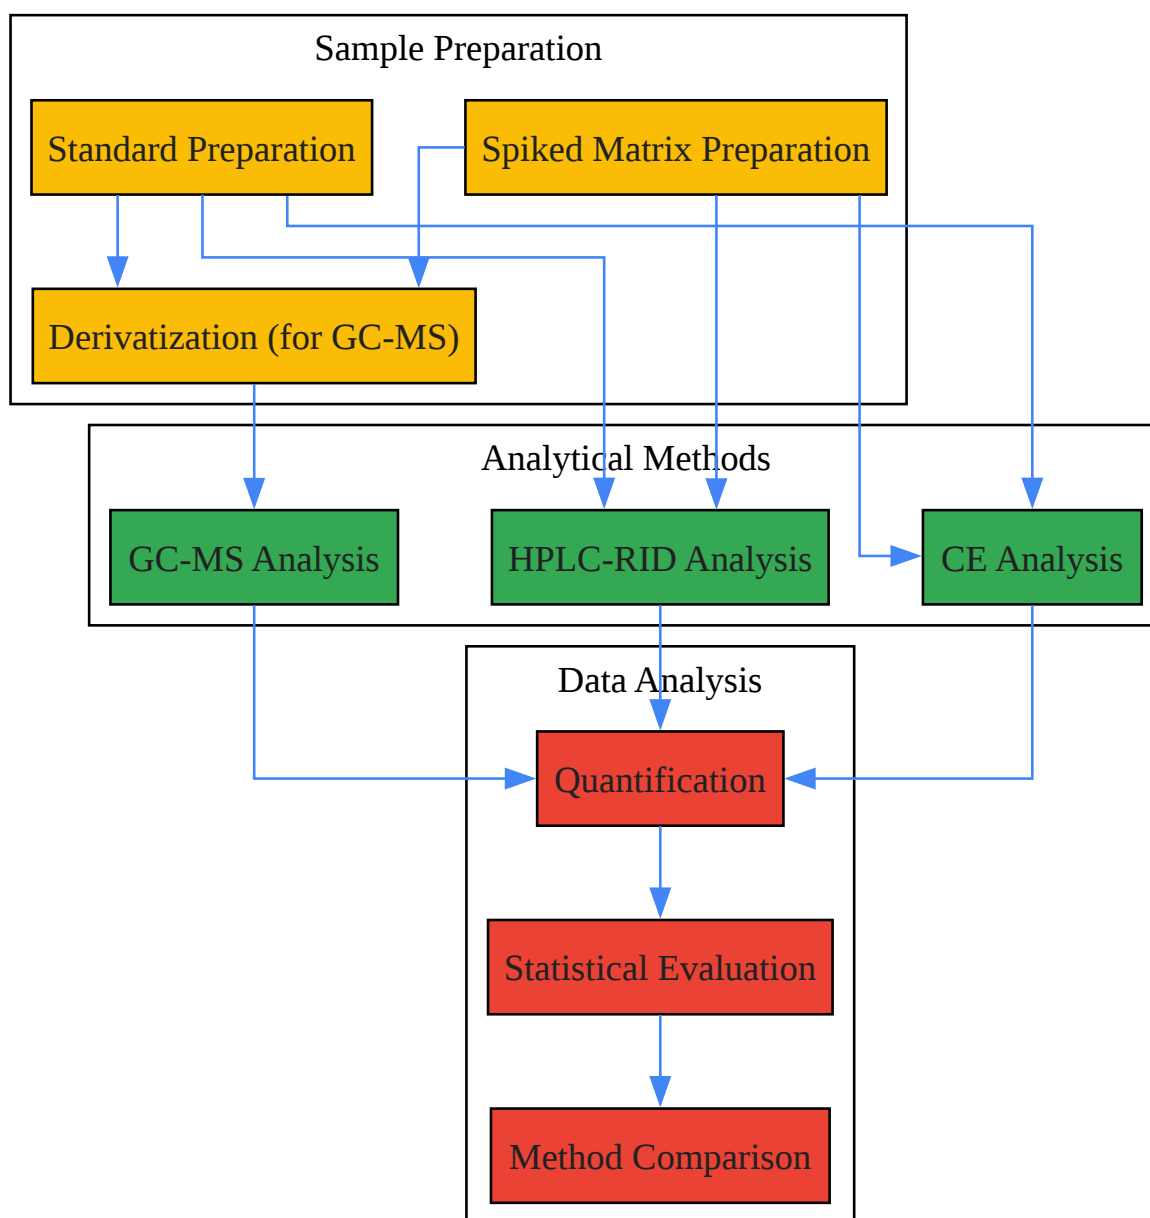 Sample Preparation
Standard Preparation
Spiked Matrix Preparation
Derivatization (for GC-MS)
Analytical Methods
GC-MS Analysis
HPLC-RID Analysis
CE Analysis
Data Analysis
Quantification
Statistical Evaluation
Method Comparison